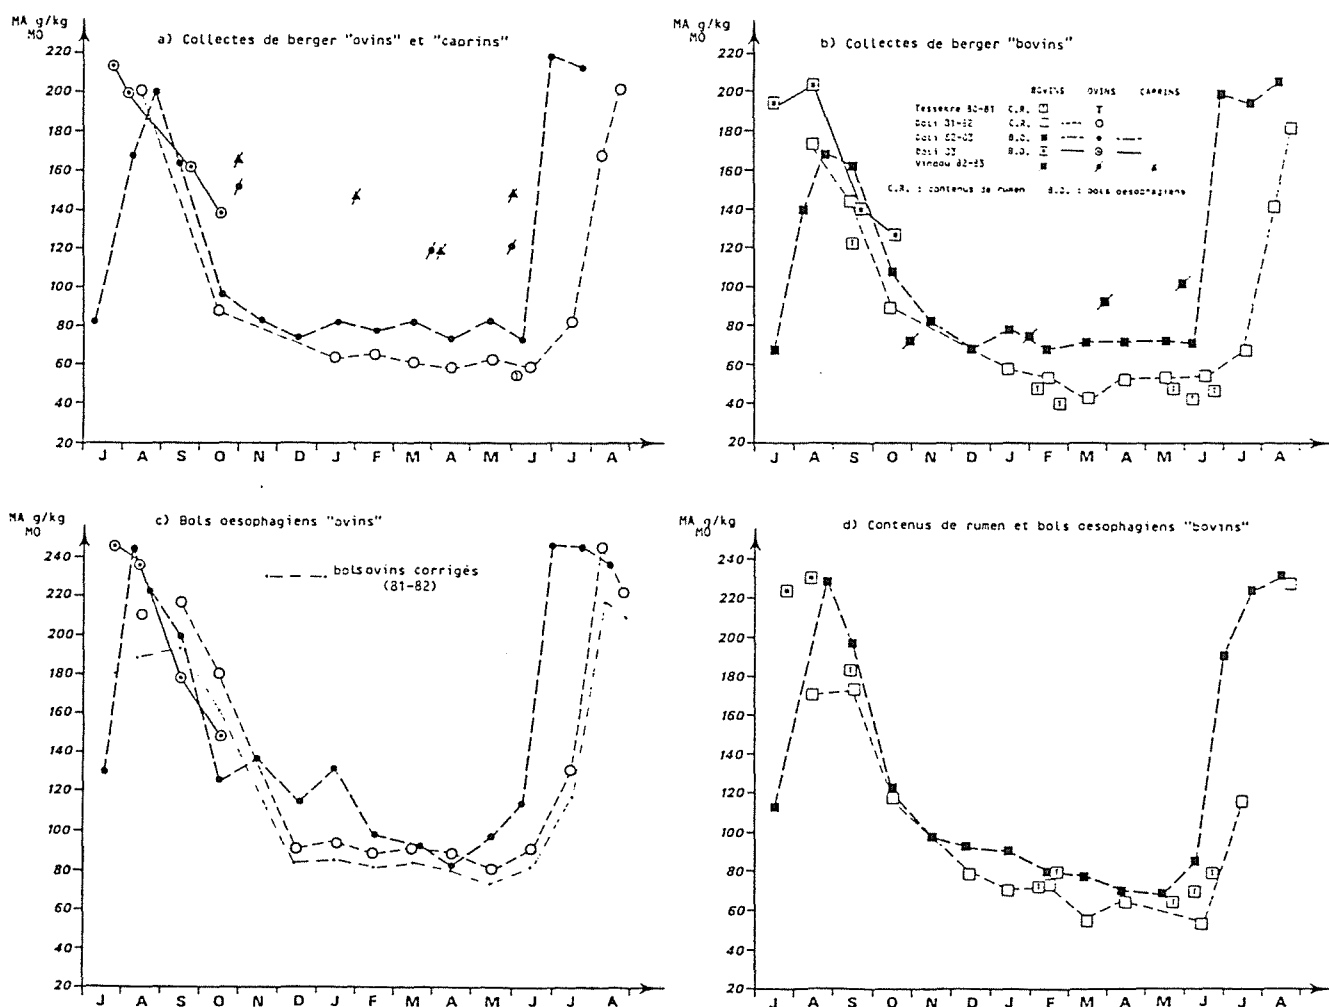 MA g/kg
MO
a) Collectes de berger "ovins" et "caprins"
220
200
180
160
140
120
100
80
60
40
20
J A S O N D J F M A M J J A
MA g/kg
MO
b) Collectes de berger "bovins"
BOVINS OVINS CAPRINS
Tessekre 80-81 C.R. T
81-82 C.R.
82-83 B.O.
83 B.O.
82-83
C.R. : contenus de rumen B.O. : bols oesophagiens
220
200
180
160
140
120
100
80
60
40
20
J A S O N D J F M A M J J A
MA g/kg
MO
c) Bols oesophagiens "ovins"
bols ovins corrigés
(81-82)
240
220
200
180
160
140
120
100
80
60
40
20
J A S O N D J F M A M J J A
MA g/kg
MO
d) Contenus de rumen et bols oesophagiens "bovins"
240
220
200
180
160
140
120
100
80
60
40
20
J A S O N D J F M A M J J A